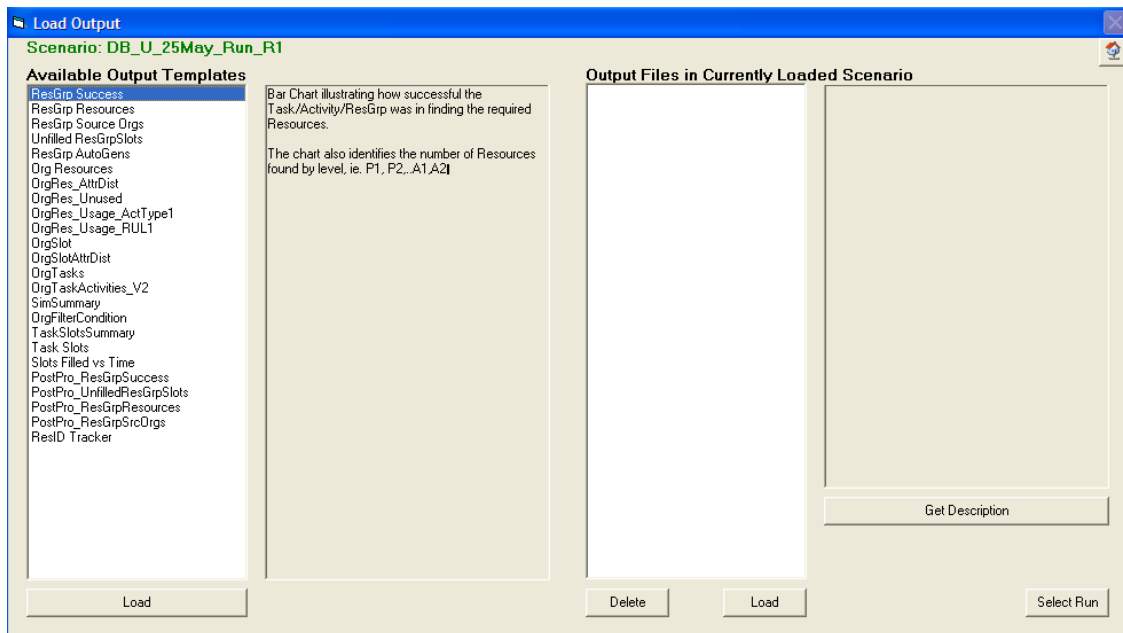 Load Output
Scenario: DB_U_25May_Run_R1
Available Output Templates
ResGrp Success
ResGrp Resources
ResGrp Source Orgs
Unfilled ResGrpSlots
ResGrp AutoGens
Org Resources
OrgRes_AttrDist
OrgRes_Unused
OrgRes_Usage_ActType1
OrgRes_Usage_RUL1
OrgSlot
OrgSlotAttrDist
OrgTasks
OrgTaskActivities_V2
SimSummary
OrgFilterCondition
TaskSlotsSummary
Task Slots
Slots Filled vs Time
PostPro_ResGrpSuccess
PostPro_UnfilledResGrpSlots
PostPro_ResGrpResources
PostPro_ResGrpSrcOrgs
ResID Tracker
Load
Bar Chart illustrating how successful the
Task/Activity/ResGrp was in finding the required
Resources.
The chart also identifies the number of Resources
found by level, ie. P1, P2,..A1,A2
Output Files in Currently Loaded Scenario
Get Description
Delete
Load
Select Run